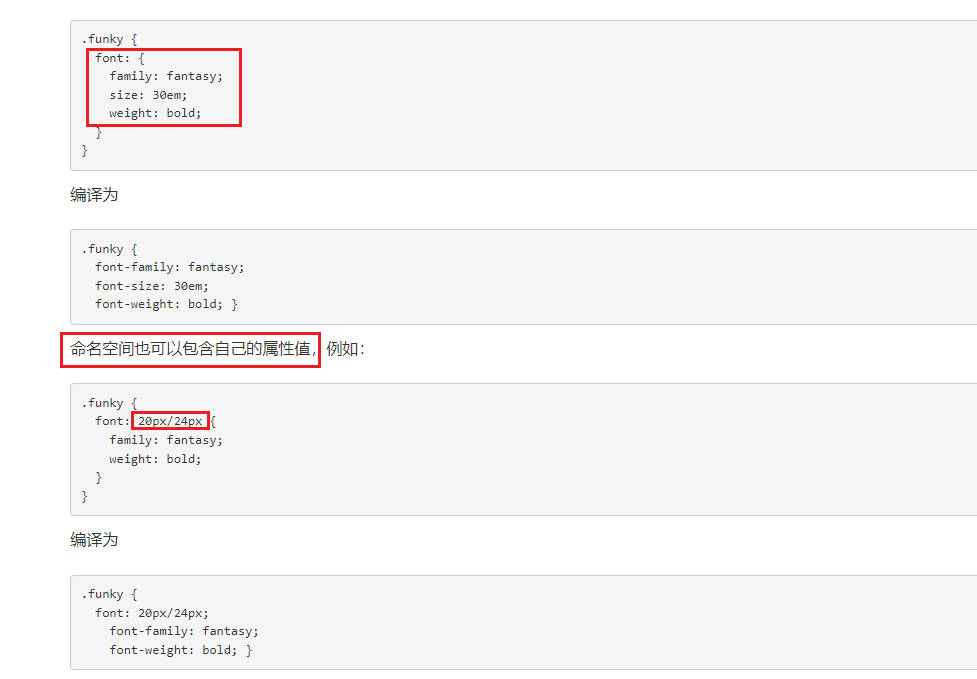 .funky {
  font: {
    family: fantasy;
    size: 30em;
    weight: bold;
  }
}
编译为
.funky {
  font-family: fantasy;
  font-size: 30em;
  font-weight: bold; }
命名空间也可以包含自己的属性值，例如：
.funky {
  font: 20px/24px {
    family: fantasy;
    weight: bold;
  }
}
编译为
.funky {
  font: 20px/24px;
    font-family: fantasy;
    font-weight: bold; }